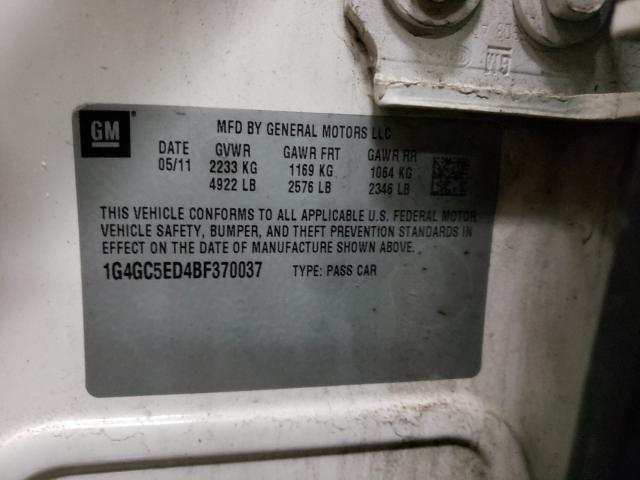 GM
MFD BY GENERAL MOTORS LLC
DATE GVWR GAWR FRT GAWR RR
05/11 2233 KG 1169 KG 1064 KG
4922 LB 2576 LB 2346 LB
THIS VEHICLE CONFORMS TO ALL APPLICABLE U.S. FEDERAL MOTOR
VEHICLE SAFETY, BUMPER, AND THEFT PREVENTION STANDARDS IN
EFFECT ON THE DATE OF MANUFACTURE SHOWN ABOVE.
1G4GC5ED4BF370037 TYPE: PASS CAR
GM